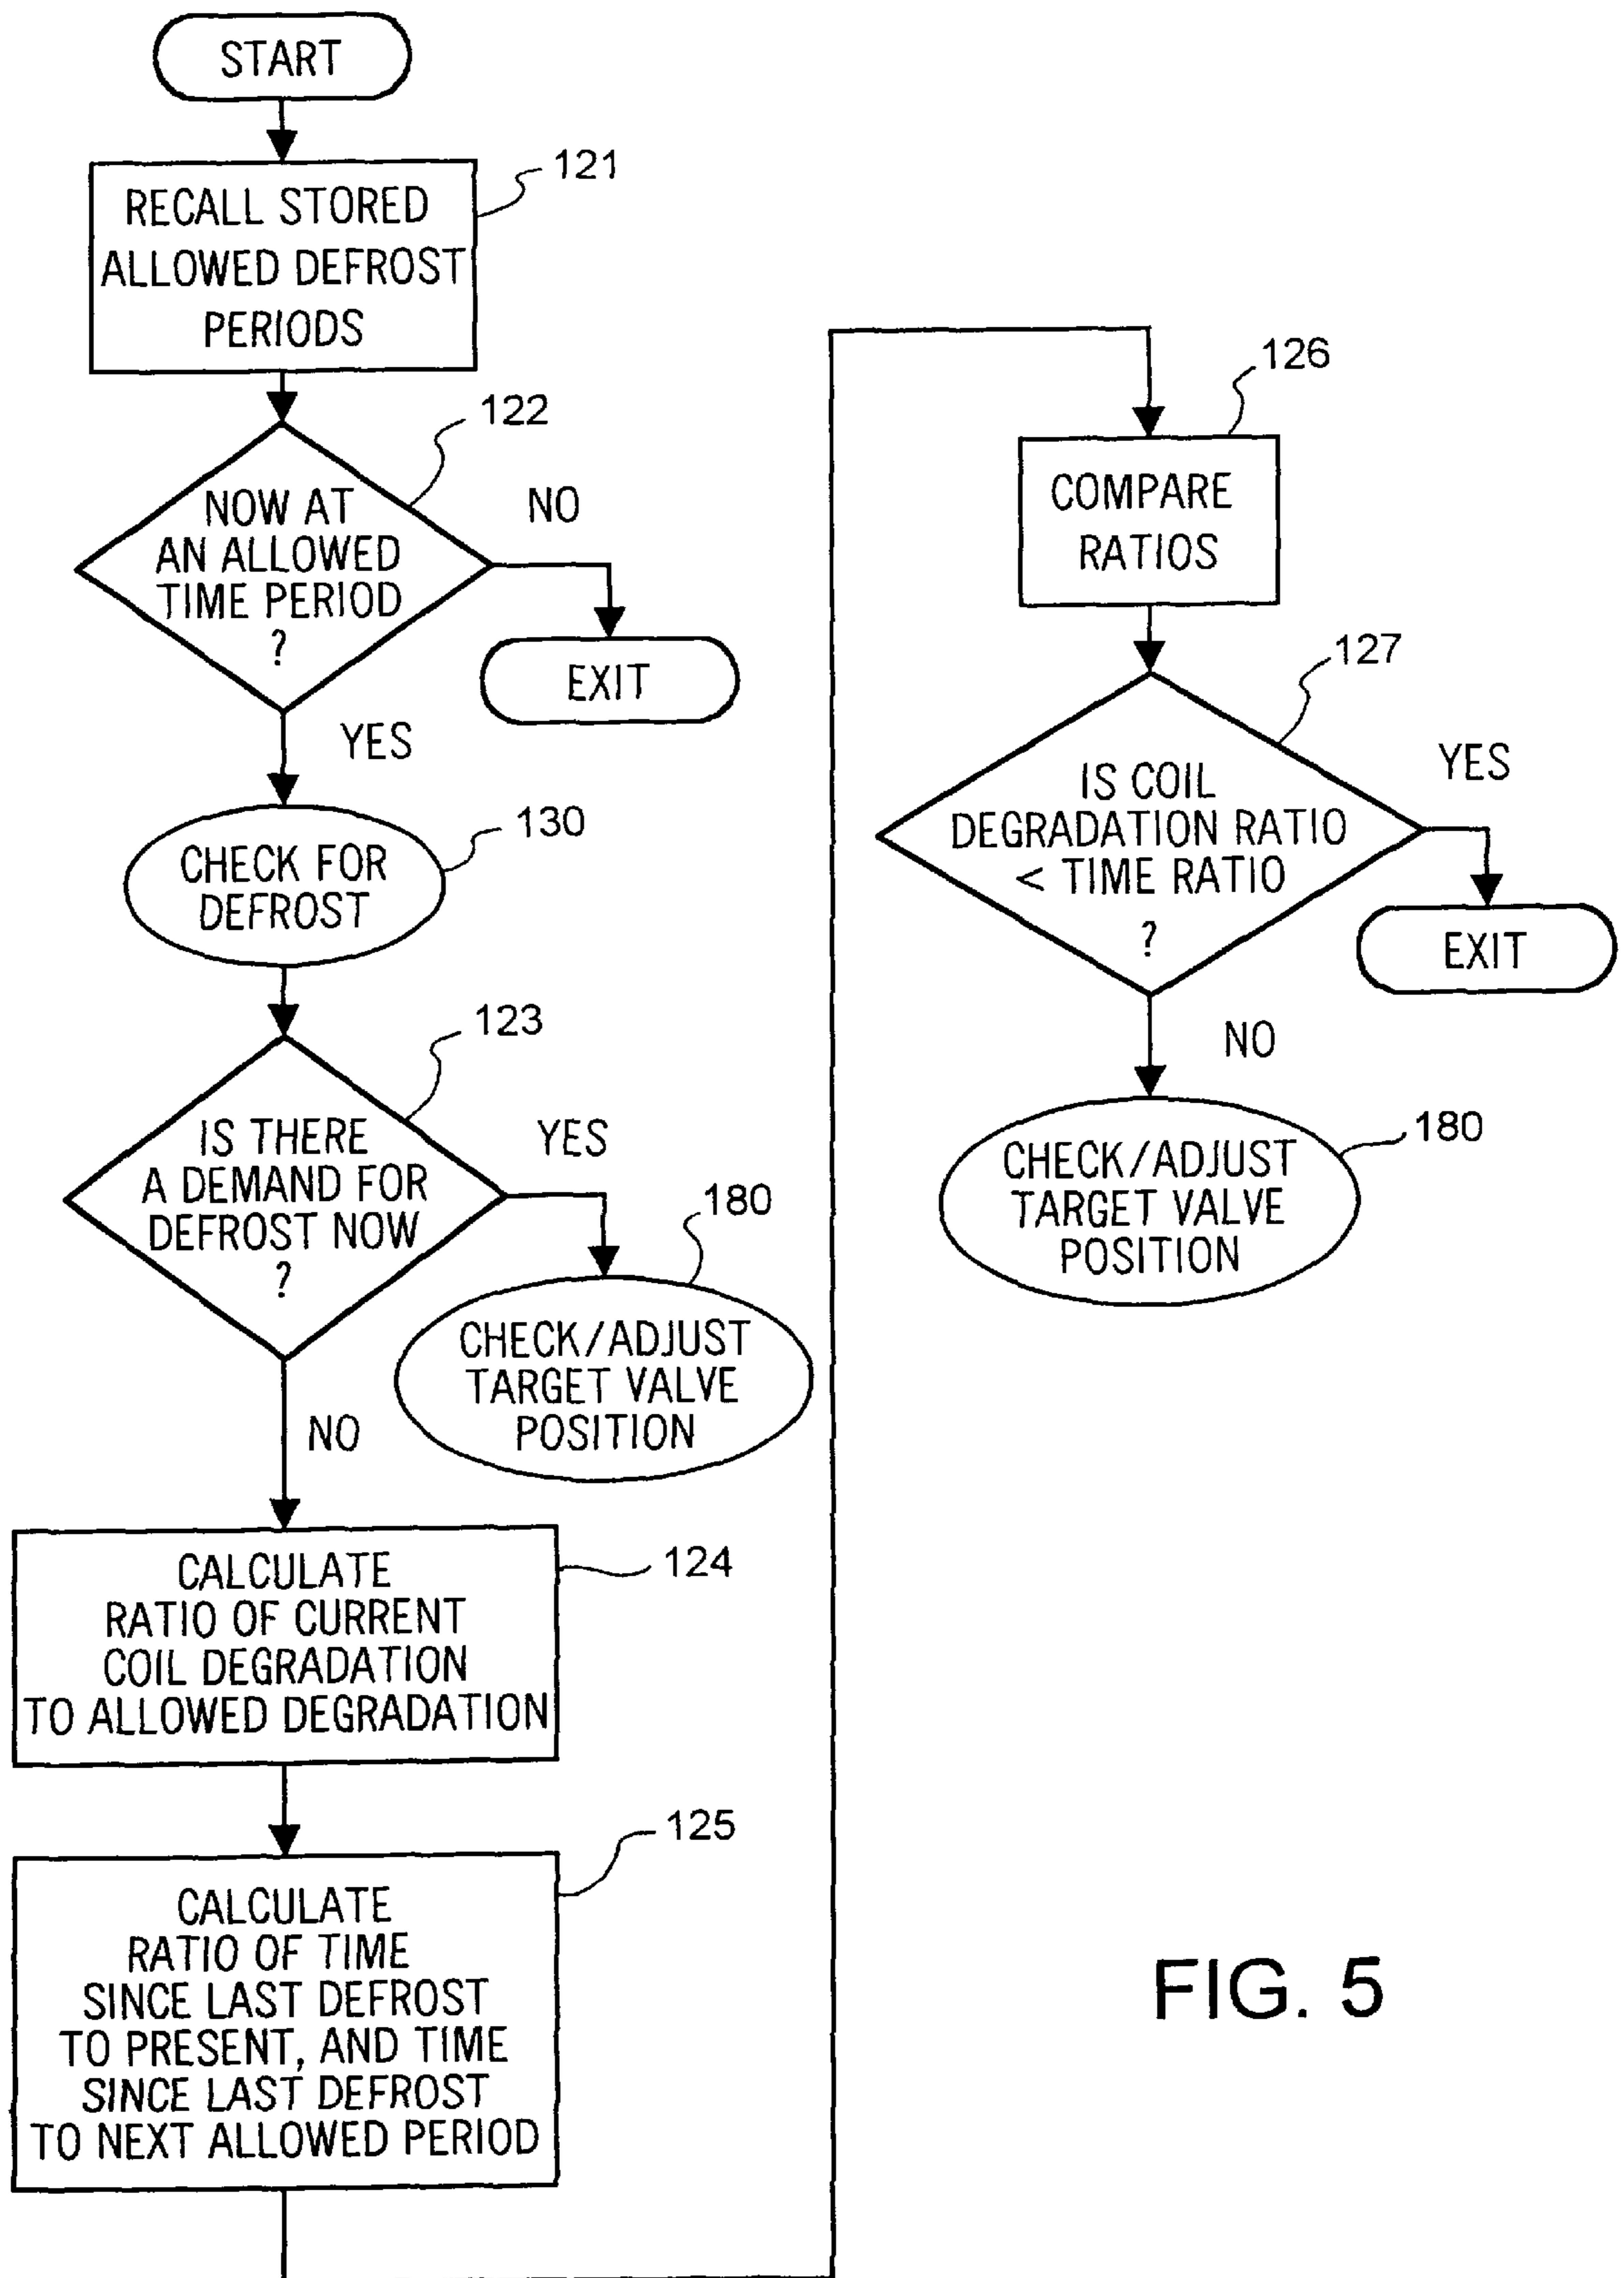 START
121
RECALL STORED
ALLOWED DEFROST
PERIODS
122
NOW AT
AN ALLOWED
TIME PERIOD
?
NO
EXIT
YES
130
CHECK FOR
DEFROST
123
IS THERE
A DEMAND FOR
DEFROST NOW
?
YES
180
CHECK/ADJUST
TARGET VALVE
POSITION
NO
124
CALCULATE
RATIO OF CURRENT
COIL DEGRADATION
TO ALLOWED DEGRADATION
125
CALCULATE
RATIO OF TIME
SINCE LAST DEFROST
TO PRESENT, AND TIME
SINCE LAST DEFROST
TO NEXT ALLOWED PERIOD
126
COMPARE
RATIOS
127
IS COIL
DEGRADATION RATIO
< TIME RATIO
?
YES
EXIT
NO
180
CHECK/ADJUST
TARGET VALVE
POSITION
FIG. 5